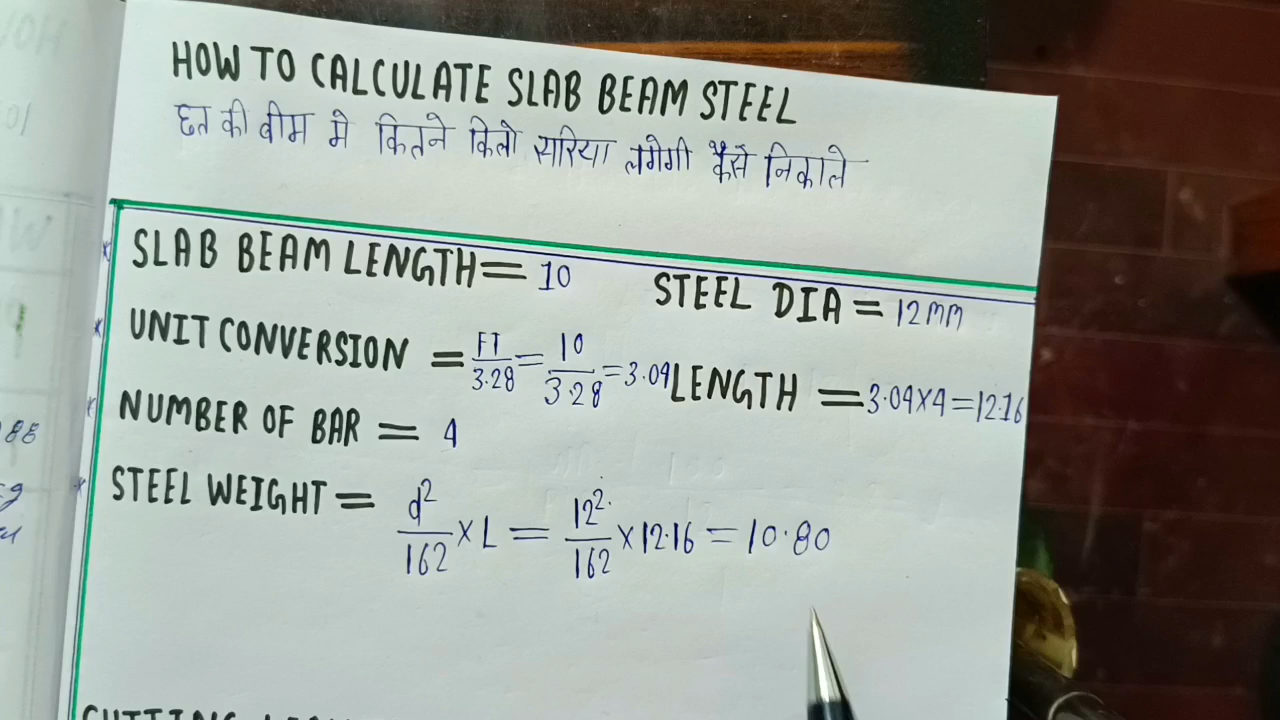 HOW TO CALCULATE SLAB BEAM STEEL
छत की बीम मे कितने किलो सरिया लगेगी कैसे निकाले
SLAB BEAM LENGTH = 10 STEEL DIA = 12MM
UNIT CONVERSION = FT/3.28 = 10/3.28 = 3.04 LENGTH = 3.04×4=12.16
NUMBER OF BAR = 4
STEEL WEIGHT = d²/162 × L = 12²/162 × 12.16 = 10.80